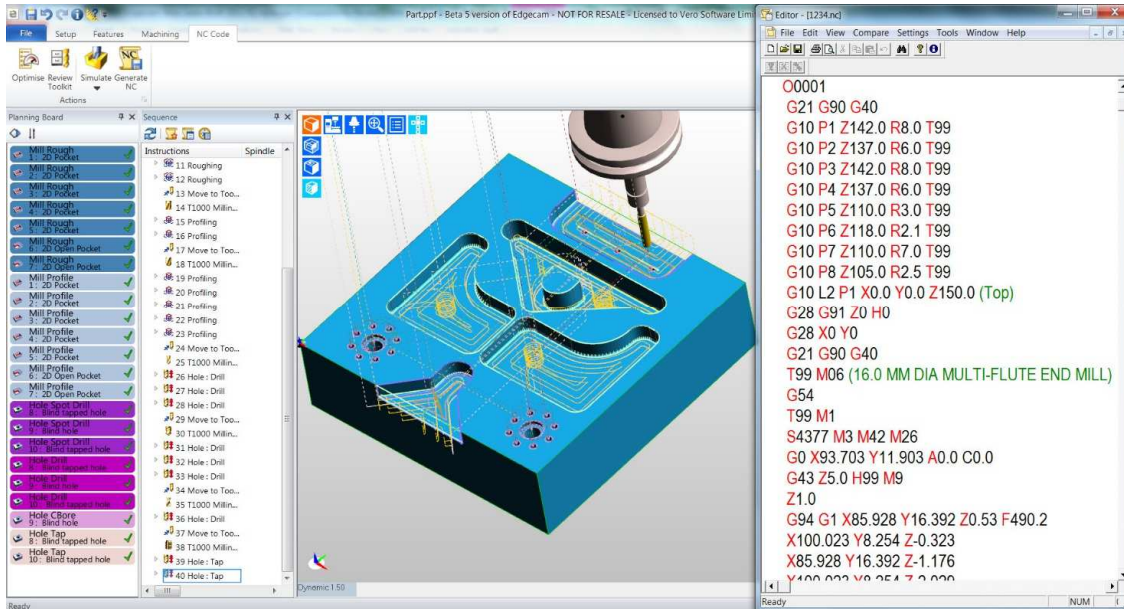 Part.ppf - Beta 5 version of Edgecam - NOT FOR RESALE - Licensed to Vero Software Limi
File
Setup
Features
Machining
NC Code
Optimise
Review Toolkit
Simulate
Generate NC
Actions
Planning Board
Mill Rough
1 : 2D Pocket
Mill Rough
2 : 2D Pocket
Mill Rough
3 : 2D Pocket
Mill Rough
4 : 2D Pocket
Mill Rough
5 : 2D Pocket
Mill Rough
6 : 2D Open Pocket
Mill Rough
7 : 2D Open Pocket
Mill Profile
1 : 2D Pocket
Mill Profile
2 : 2D Pocket
Mill Profile
3 : 2D Pocket
Mill Profile
4 : 2D Pocket
Mill Profile
5 : 2D Pocket
Mill Profile
6 : 2D Open Pocket
Mill Profile
7 : 2D Open Pocket
Hole Spot Drill
8 : Blind tapped hole
Hole Spot Drill
9 : Blind hole
Hole Spot Drill
10 : Blind tapped hole
Hole Drill
8 : Blind tapped hole
Hole Drill
9 : Blind hole
Hole Drill
10 : Blind tapped hole
Hole CBore
9 : Blind hole
Hole Tap
8 : Blind tapped hole
Hole Tap
10 : Blind tapped hole
Sequence
Instructions Spindle
11 Roughing
12 Roughing
13 Move to Too...
14 T1000 Millin...
15 Profiling
16 Profiling
17 Move to Too...
18 T1000 Millin...
19 Profiling
20 Profiling
21 Profiling
22 Profiling
23 Profiling
24 Move to Too...
25 T1000 Millin...
26 Hole : Drill
27 Hole : Drill
28 Hole : Drill
29 Move to Too...
30 T1000 Millin...
31 Hole : Drill
32 Hole : Drill
33 Hole : Drill
34 Move to Too...
35 T1000 Millin...
36 Hole : Drill
37 Move to Too...
38 T1000 Millin...
39 Hole : Tap
40 Hole : Tap
Dynamic 1.50
Ready
Editor - [1234.nc]
File Edit View Compare Settings Tools Window Help
O0001
G21 G90 G40
G10 P1 Z142.0 R8.0 T99
G10 P2 Z137.0 R6.0 T99
G10 P3 Z142.0 R8.0 T99
G10 P4 Z137.0 R6.0 T99
G10 P5 Z110.0 R3.0 T99
G10 P6 Z118.0 R2.1 T99
G10 P7 Z110.0 R7.0 T99
G10 P8 Z105.0 R2.5 T99
G10 L2 P1 X0.0 Y0.0 Z150.0 (Top)
G28 G91 Z0 H0
G28 X0 Y0
G21 G90 G40
T99 M06 (16.0 MM DIA MULTI-FLUTE END MILL)
G54
T99 M1
S4377 M3 M42 M26
G0 X93.703 Y11.903 A0.0 C0.0
G43 Z5.0 H99 M9
Z1.0
G94 G1 X85.928 Y16.392 Z0.53 F490.2
X100.023 Y8.254 Z-0.323
X85.928 Y16.392 Z-1.176
X100.023 Y8.254 Z-2.029
Ready
NUM